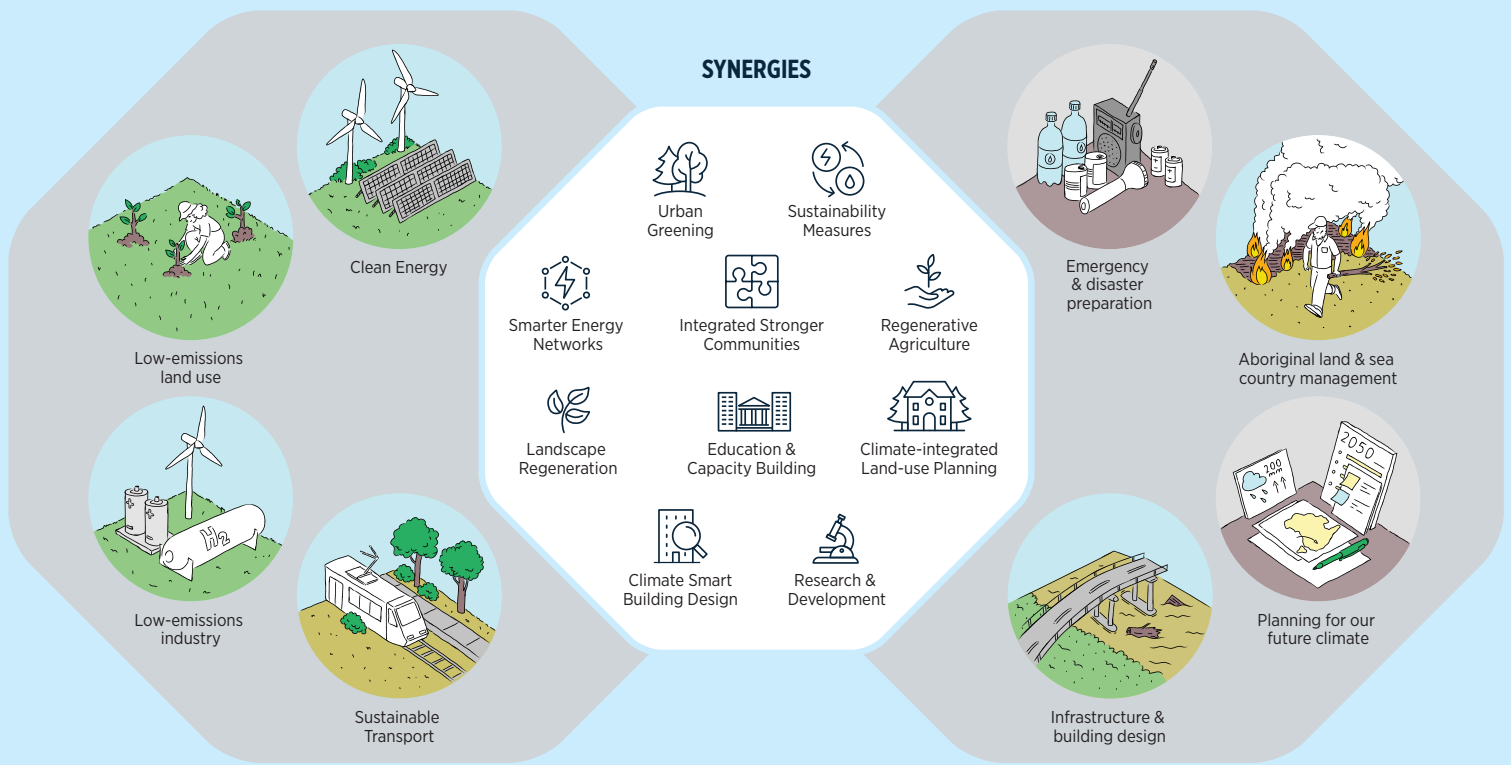 SYNERGIES
Clean Energy
Low-emissions
land use
H2
Low-emissions
industry
Sustainable
Transport
Urban
Greening
Sustainability
Measures
Smarter Energy
Networks
Integrated Stronger
Communities
Regenerative
Agriculture
Landscape
Regeneration
Education &
Capacity Building
Climate-integrated
Land-use Planning
Climate Smart
Building Design
Research &
Development
Emergency
& disaster
preparation
Aboriginal land & sea
country management
200
mm
2050
Planning for our
future climate
Infrastructure &
building design